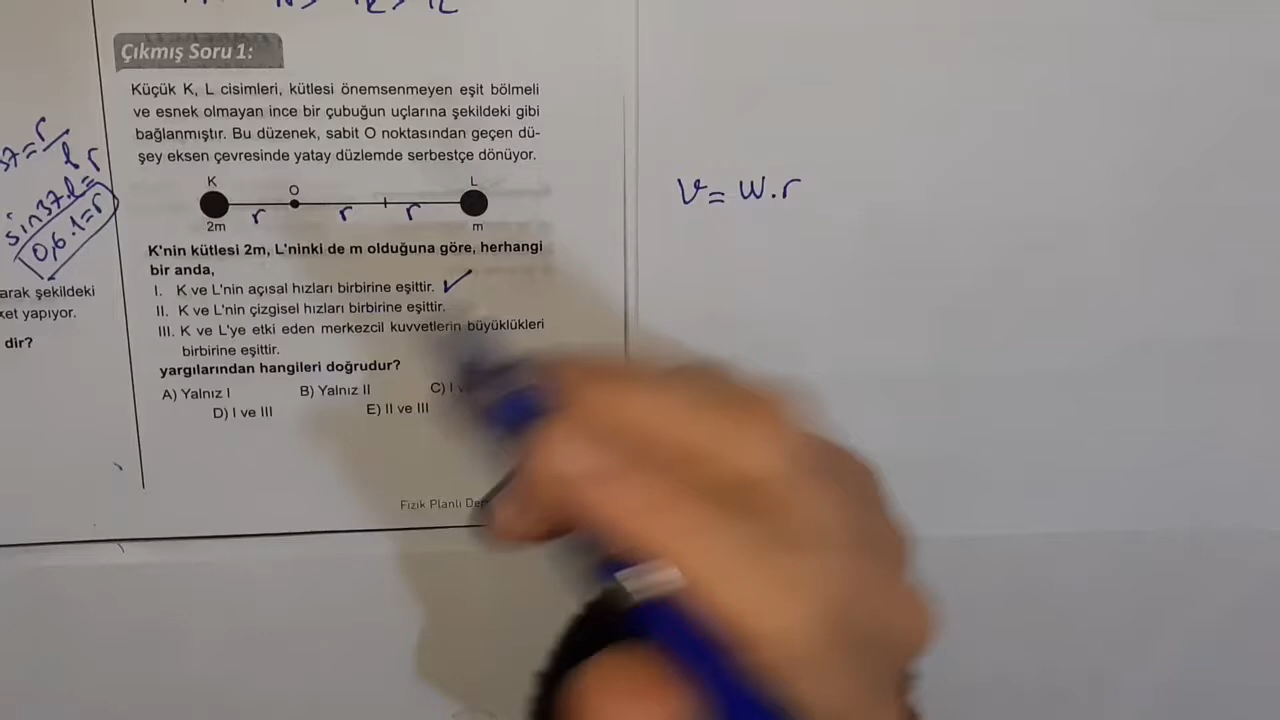 Çıkmış Soru 1:
Küçük K, L cisimleri, kütlesi önemsenmeyen eşit bölmeli
ve esnek olmayan ince bir çubuğun uçlarına şekildeki gibi
bağlanmıştır. Bu düzenek, sabit O noktasından geçen dü-
şey eksen çevresinde yatay düzlemde serbestçe dönüyor.
K O L
r r r
2m m
K'nin kütlesi 2m, L'ninki de m olduğuna göre, herhangi
bir anda,
I. K ve L'nin açısal hızları birbirine eşittir. ✓
II. K ve L'nin çizgisel hızları birbirine eşittir.
III. K ve L'ye etki eden merkezcil kuvvetlerin büyüklükleri
birbirine eşittir.
yargılarından hangileri doğrudur?
A) Yalnız I B) Yalnız II C) I
D) I ve III E) II ve III
Fizik Planlı
v = w.r
37 = r/l
sin37.l = r
0,6.1 = r
arak şekildeki
ket yapıyor.
dir?